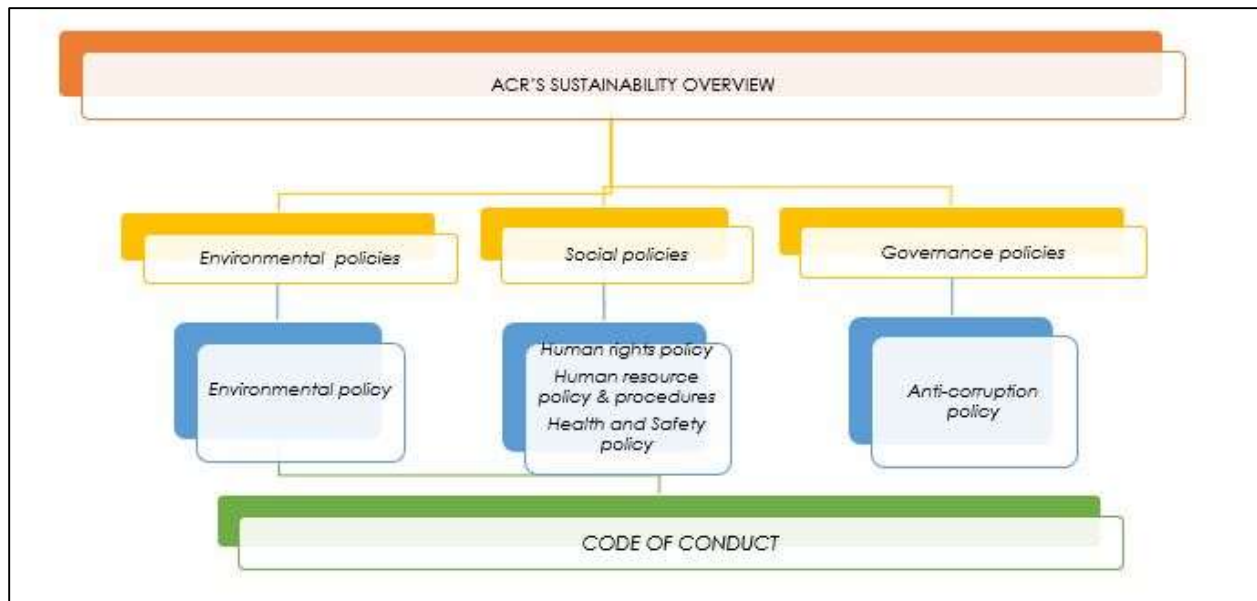 ACR'S SUSTAINABILITY OVERVIEW
Environmental policies
Social policies
Governance policies
Environmental policy
Human rights policy
Human resource
policy & procedures
Health and Safety
policy
Anti-corruption
policy
CODE OF CONDUCT